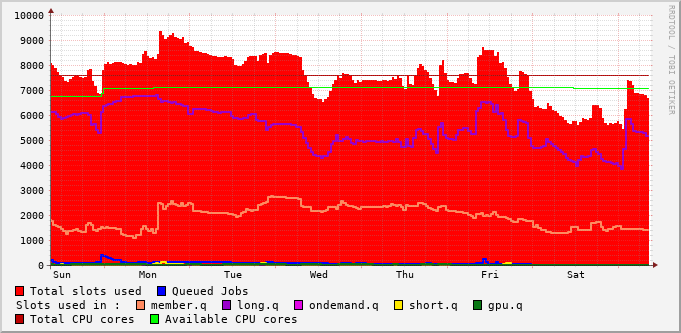 10000
9000
8000
7000
6000
5000
4000
3000
2000
1000
0
Sun Mon Tue Wed Thu Fri Sat
RRDTOOL / TOBI OETIKER
Total slots used Queued Jobs
Slots used in : member.q long.q ondemand.q short.q gpu.q
Total CPU cores Available CPU cores